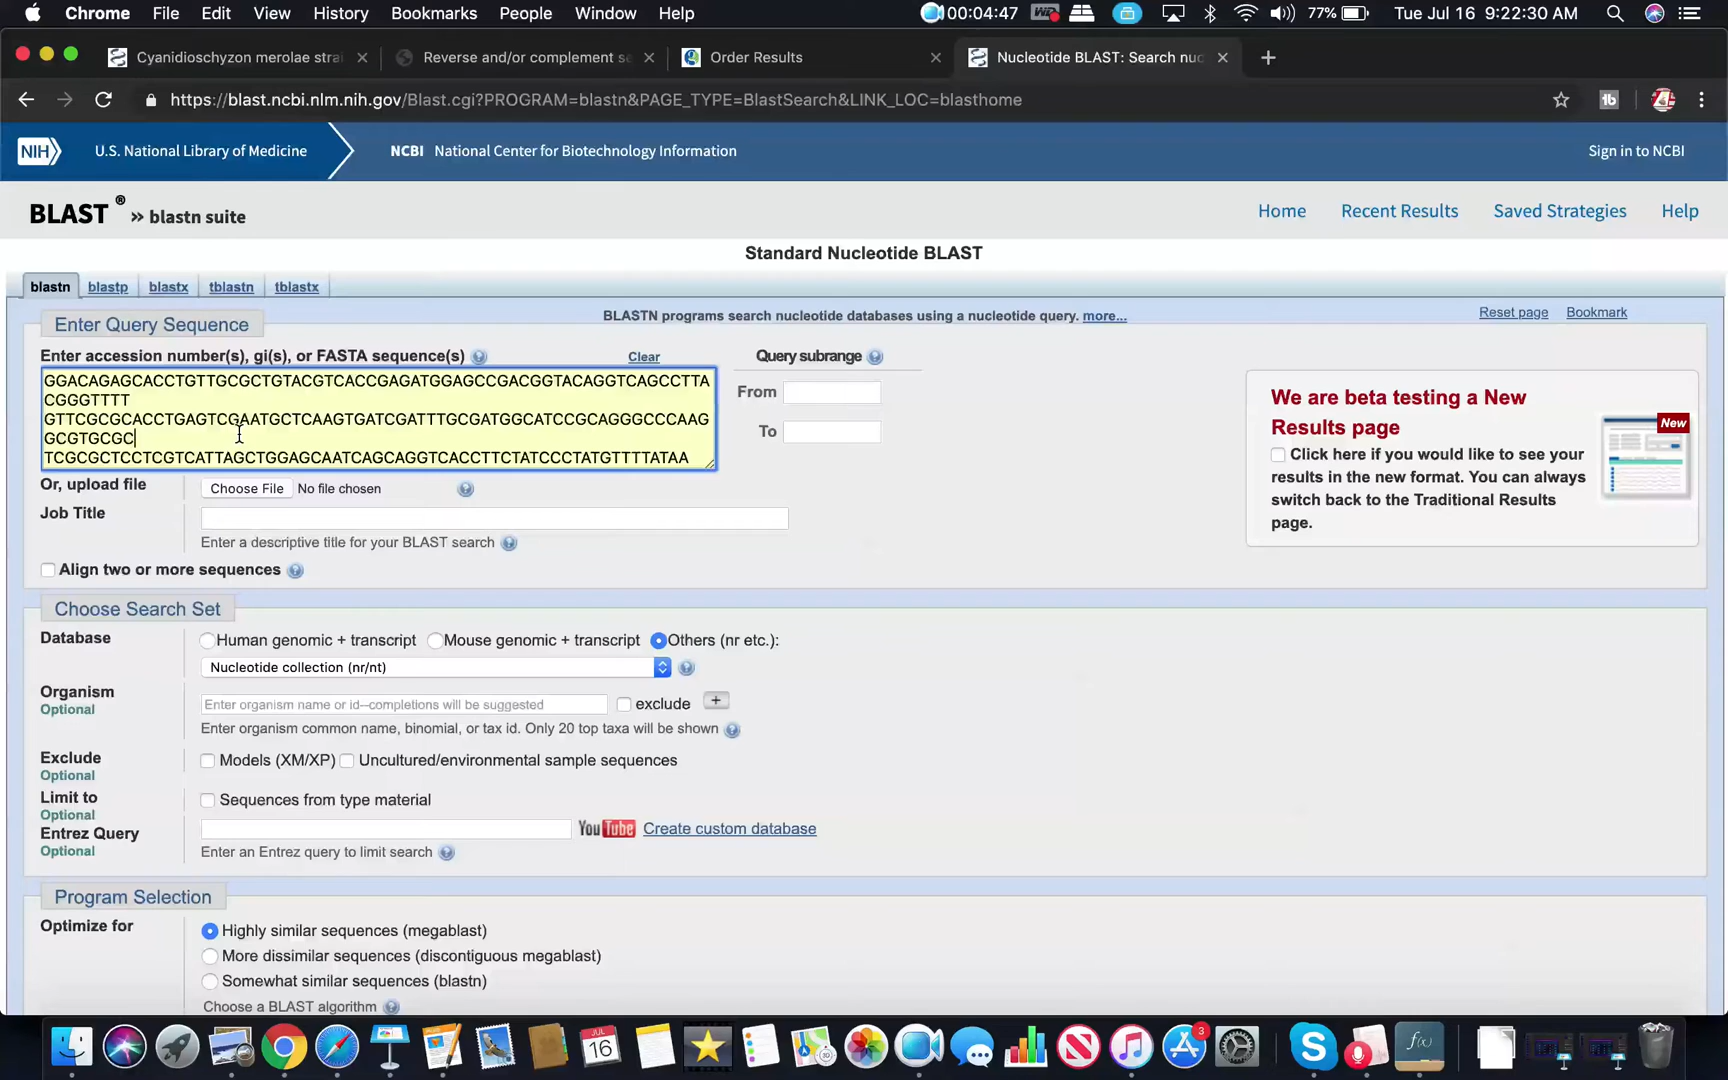 Chrome File Edit View History Bookmarks People Window Help 00:04:47 77% Tue Jul 16 9:22:30 AM
Cyanidioschyzon merolae strai Reverse and/or complement se Order Results Nucleotide BLAST: Search nuc
https://blast.ncbi.nlm.nih.gov/Blast.cgi?PROGRAM=blastn&PAGE_TYPE=BlastSearch&LINK_LOC=blasthome
NIH U.S. National Library of Medicine NCBI National Center for Biotechnology Information Sign in to NCBI
BLAST ® » blastn suite Home Recent Results Saved Strategies Help
Standard Nucleotide BLAST
blastn blastp blastx tblastn tblastx
Enter Query Sequence BLASTN programs search nucleotide databases using a nucleotide query. more... Reset page Bookmark
Enter accession number(s), gi(s), or FASTA sequence(s) Clear Query subrange
GGACAGAGCACCTGTTGCGCTGTACGTCACCGAGATGGAGCCGACGGTACAGGTCAGCCTTA
CGGGTTTT
From
GTTCGCGCACCTGAGTCGAATGCTCAAGTGATCGATTTGCGATGGCATCCGCAGGGCCCAAG
GCGTGCGC
To
TCGCGCTCCTCGTCATTAGCTGGAGCAATCAGCAGGTCACCTTCTATCCCTATGTTTTATAA
We are beta testing a New
Results page
New
Click here if you would like to see your
results in the new format. You can always
switch back to the Traditional Results
page.
Or, upload file Choose File No file chosen
Job Title
Enter a descriptive title for your BLAST search
Align two or more sequences
Choose Search Set
Database Human genomic + transcript Mouse genomic + transcript Others (nr etc.):
Nucleotide collection (nr/nt)
Organism
Optional
Enter organism name or id--completions will be suggested exclude +
Enter organism common name, binomial, or tax id. Only 20 top taxa will be shown
Exclude
Optional
Models (XM/XP) Uncultured/environmental sample sequences
Limit to
Optional
Sequences from type material
Entrez Query
Optional
YouTube Create custom database
Enter an Entrez query to limit search
Program Selection
Optimize for
Highly similar sequences (megablast)
More dissimilar sequences (discontiguous megablast)
Somewhat similar sequences (blastn)
Choose a BLAST algorithm
JUL
16
3
f(x)